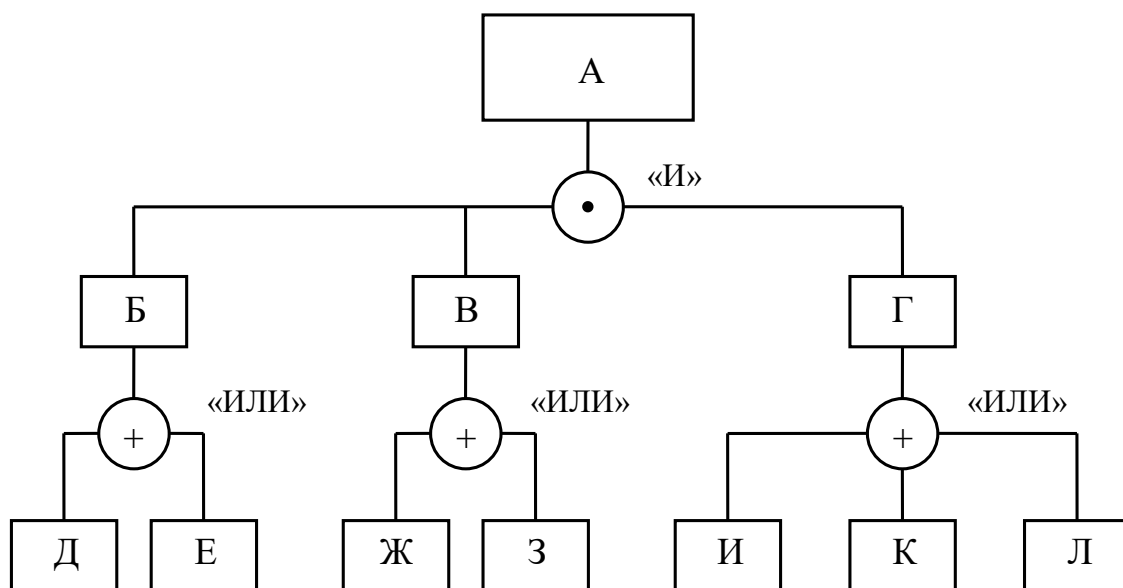 А
«И»
•
Б
В
Г
«ИЛИ»
«ИЛИ»
«ИЛИ»
+
+
+
Д
Е
Ж
З
И
К
Л